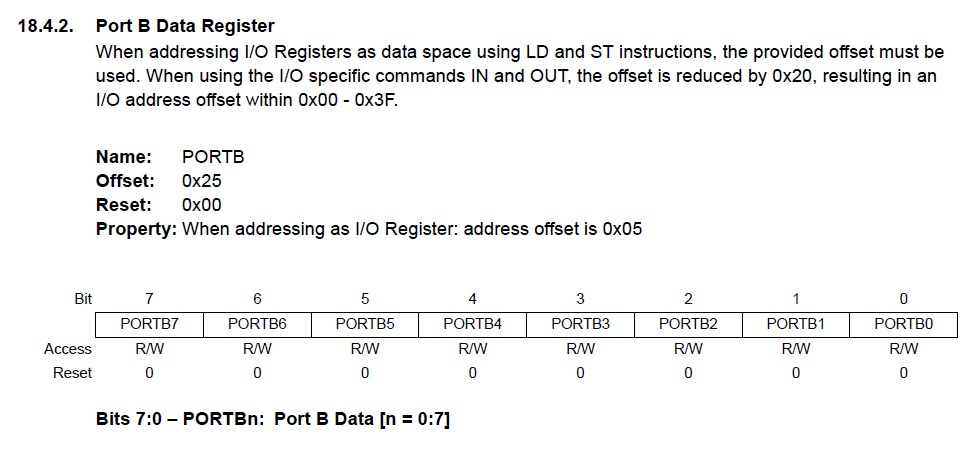 18.4.2. Port B Data Register
When addressing I/O Registers as data space using LD and ST instructions, the provided offset must be
used. When using the I/O specific commands IN and OUT, the offset is reduced by 0x20, resulting in an
I/O address offset within 0x00 - 0x3F.
Name: PORTB
Offset: 0x25
Reset: 0x00
Property: When addressing as I/O Register: address offset is 0x05
Bit 7 6 5 4 3 2 1 0
PORTB7 PORTB6 PORTB5 PORTB4 PORTB3 PORTB2 PORTB1 PORTB0
Access R/W R/W R/W R/W R/W R/W R/W R/W
Reset 0 0 0 0 0 0 0 0
Bits 7:0 – PORTBn: Port B Data [n = 0:7]